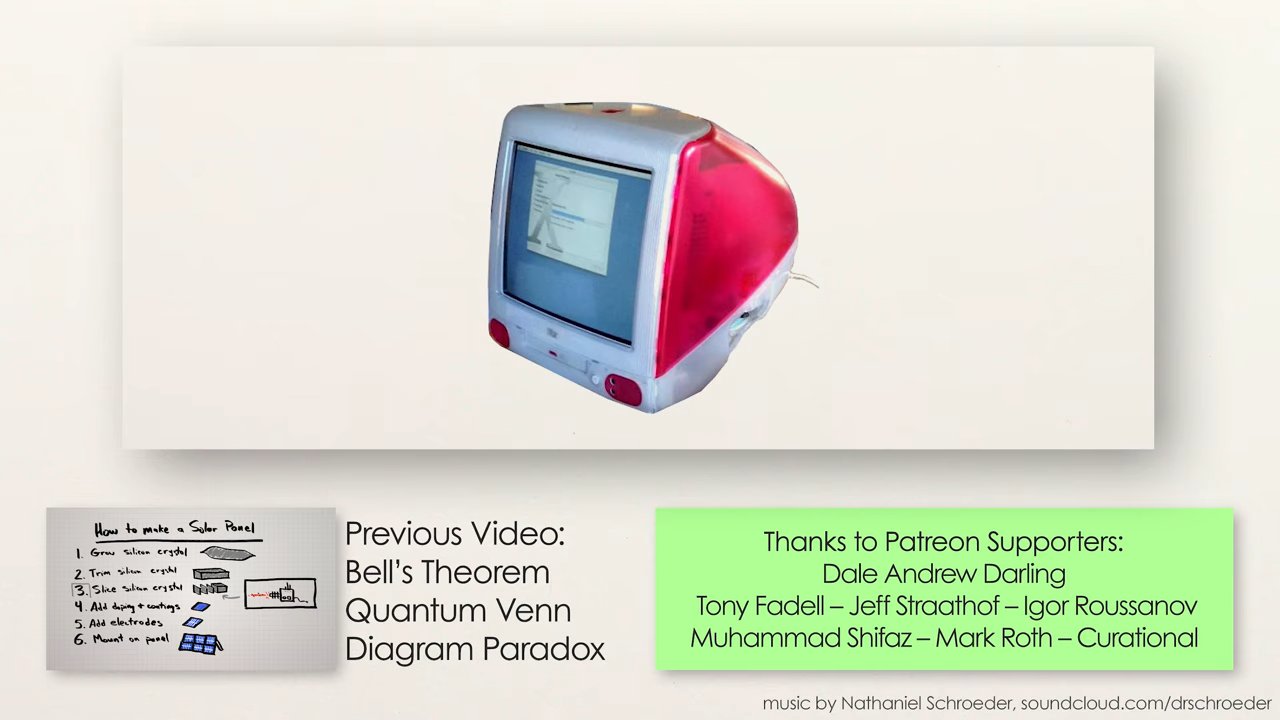 How to make a Solar Panel
1. Grow silicon crystal
2. Trim silicon crystal
3. Slice silicon crystal
4. Add doping + coatings
5. Add electrodes
6. Mount on panel
Previous Video:
Bell's Theorem
Quantum Venn
Diagram Paradox
Thanks to Patreon Supporters:
Dale Andrew Darling
Tony Fadell – Jeff Straathof – Igor Roussanov
Muhammad Shifaz – Mark Roth – Curational
music by Nathaniel Schroeder, soundcloud.com/drschroeder